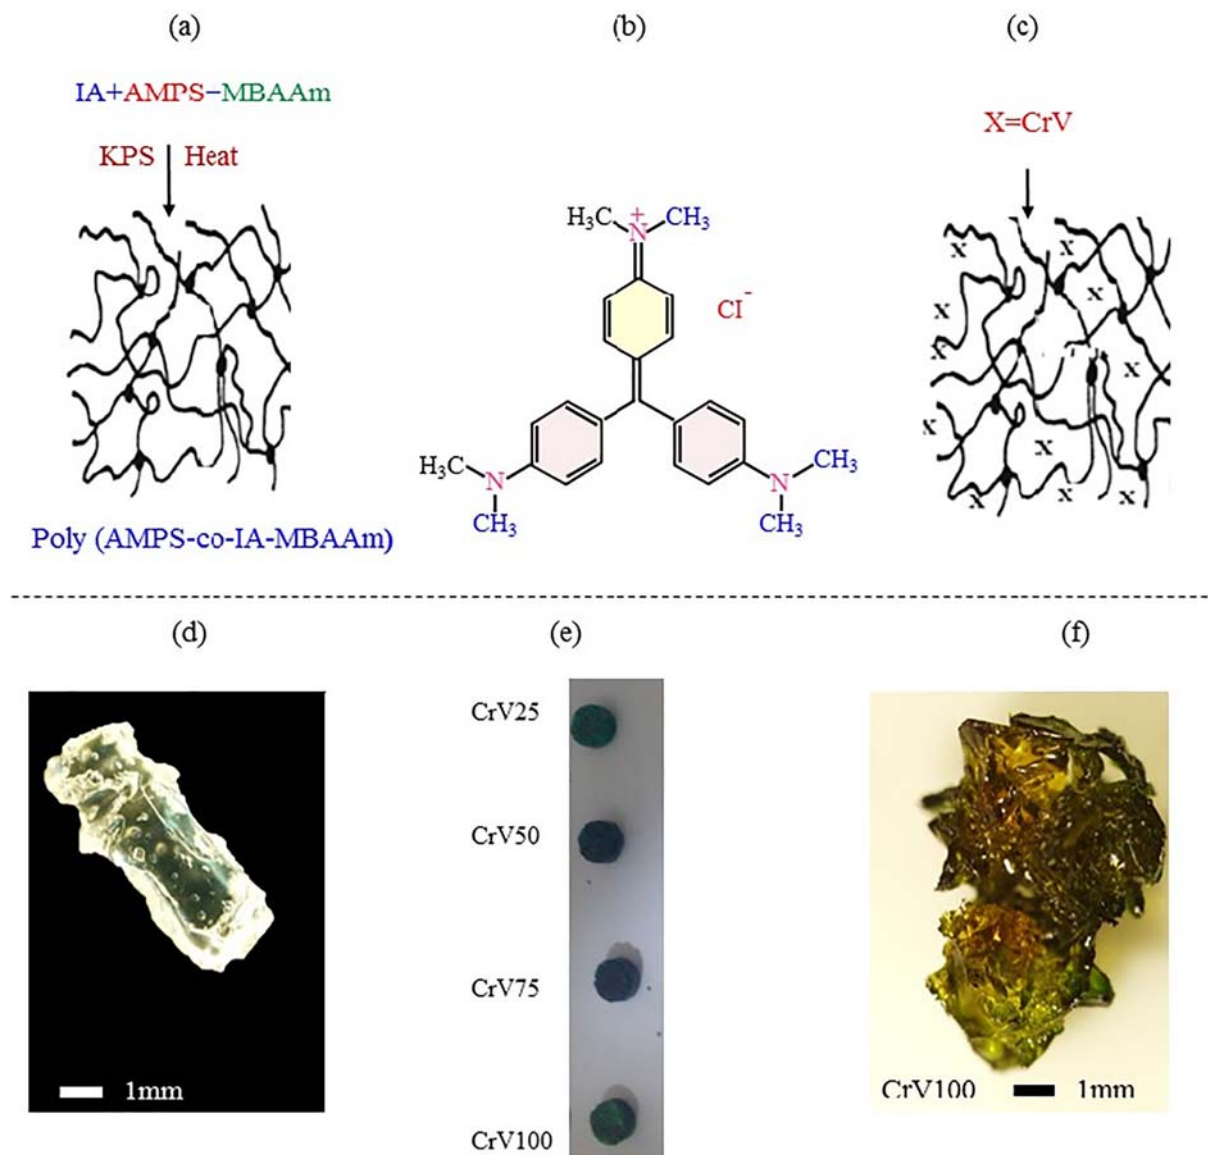 (a)
(b)
(c)
IA+AMPS–MBAAm
KPS Heat
Poly (AMPS-co-IA-MBAAm)
H₃C N⁺ CH₃
CI⁻
H₃C N CH₃
N CH₃ CH₃
X=CrV
x x
x
x
x
x
x
x
x x x
(d)
(e)
(f)
1mm
CrV25
CrV50
CrV75
CrV100
CrV100 1mm